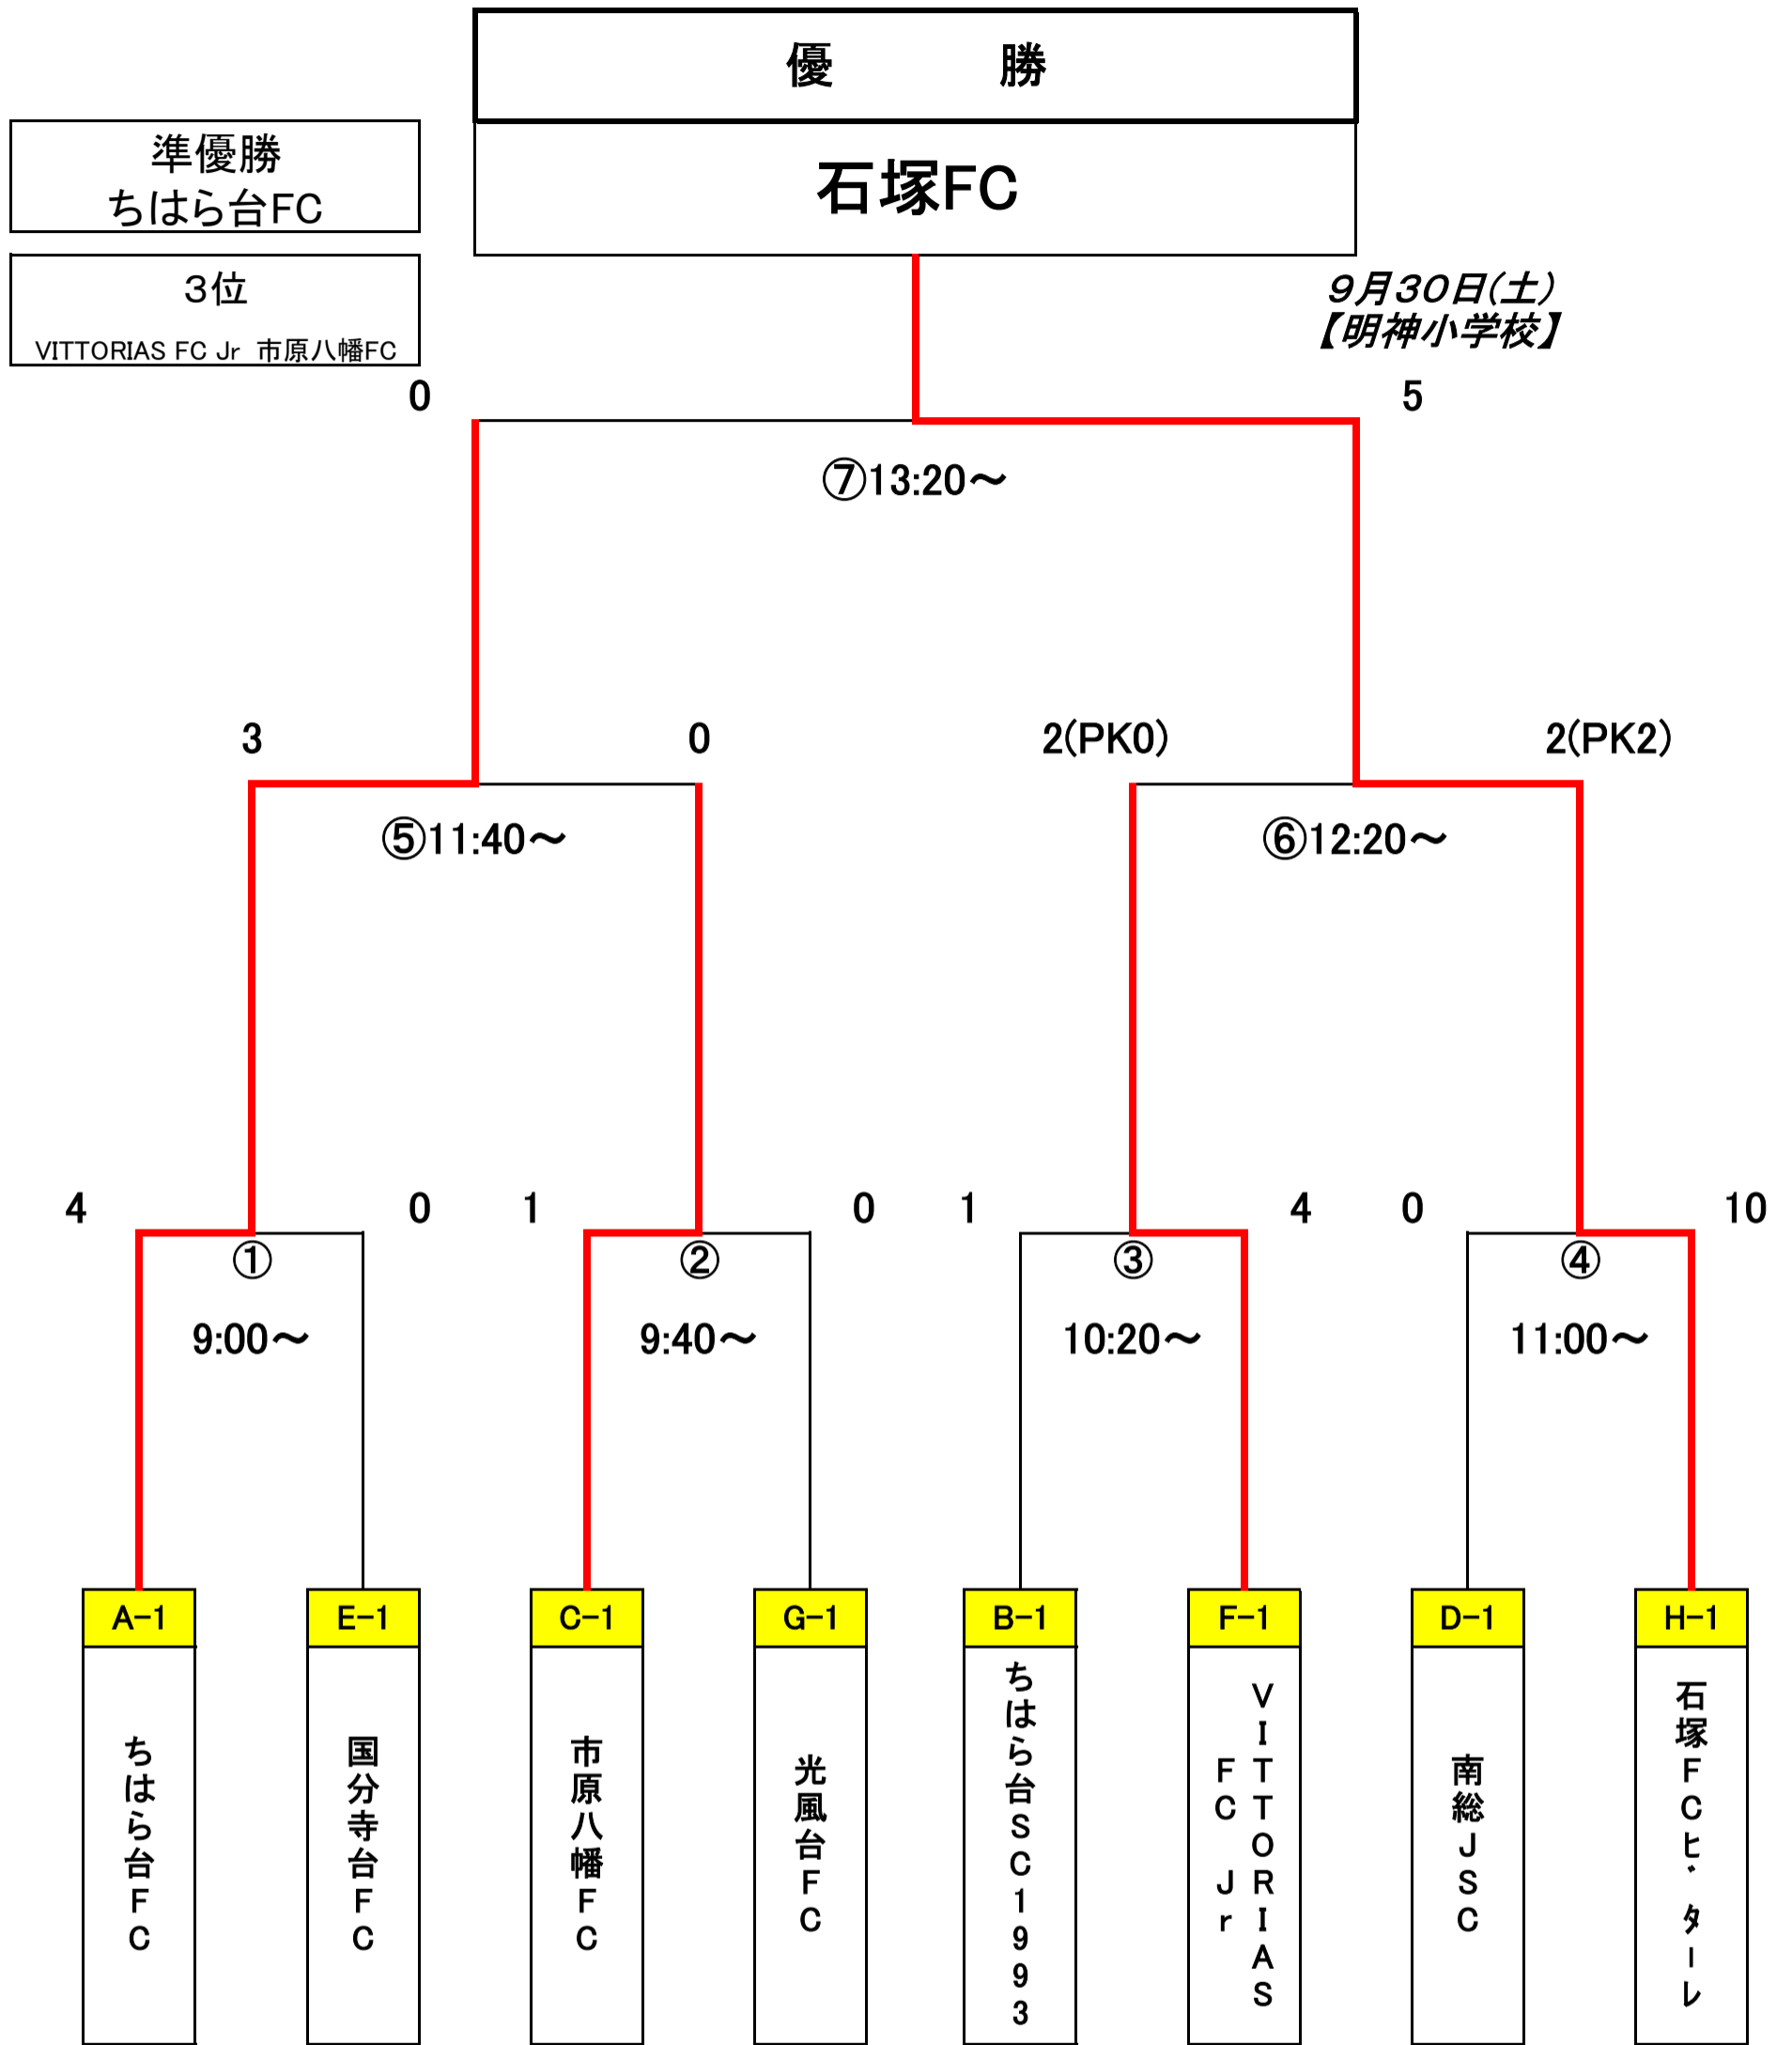 優 勝
準優勝
ちはら台FC
石塚FC
3位
VITTORIAS FC Jr 市原八幡FC
9月30日(土)
【明神小学校】
0
5
⑦13:20～
3
0
2(PK0)
2(PK2)
⑤11:40～
⑥12:20～
4
0
1
0
1
4
0
10
①
②
③
④
9:00～
9:40～
10:20～
11:00～
A-1
E-1
C-1
G-1
B-1
F-1
D-1
H-1
ちはら台FC
国分寺台FC
市原八幡FC
光風台FC
ちはら台SC1993
VITTORIAS
FC Jr
南総JSC
石塚FCビターレ